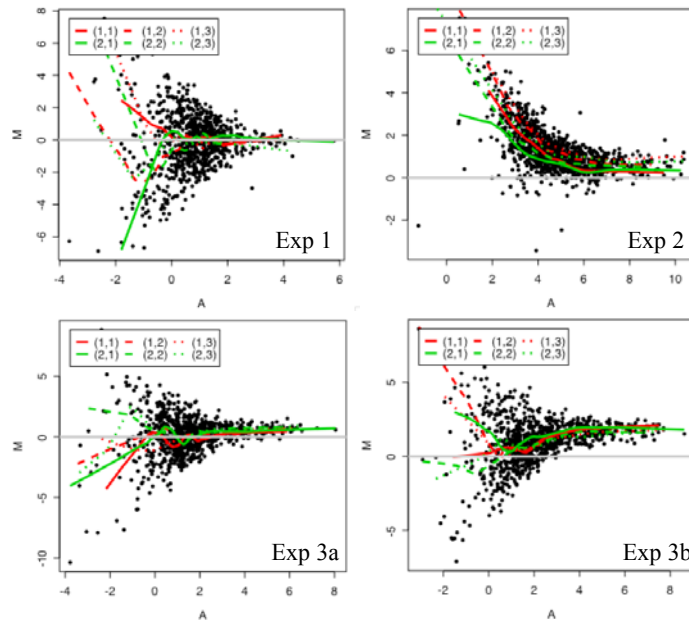 8
6
4
2
0
-2
-4
-6
M
(1,1) (1,2) (1,3)
(2,1) (2,2) (2,3)
Exp 1
-4 -2 0 2 4 6
A
8
6
4
2
0
-2
M
(1,1) (1,2) (1,3)
(2,1) (2,2) (2,3)
Exp 2
0 2 4 6 8 10
A
5
0
-5
-10
M
(1,1) (1,2) (1,3)
(2,1) (2,2) (2,3)
Exp 3a
-4 -2 0 2 4 6 8
A
5
0
-5
M
(1,1) (1,2) (1,3)
(2,1) (2,2) (2,3)
Exp 3b
-2 0 2 4 6 8
A